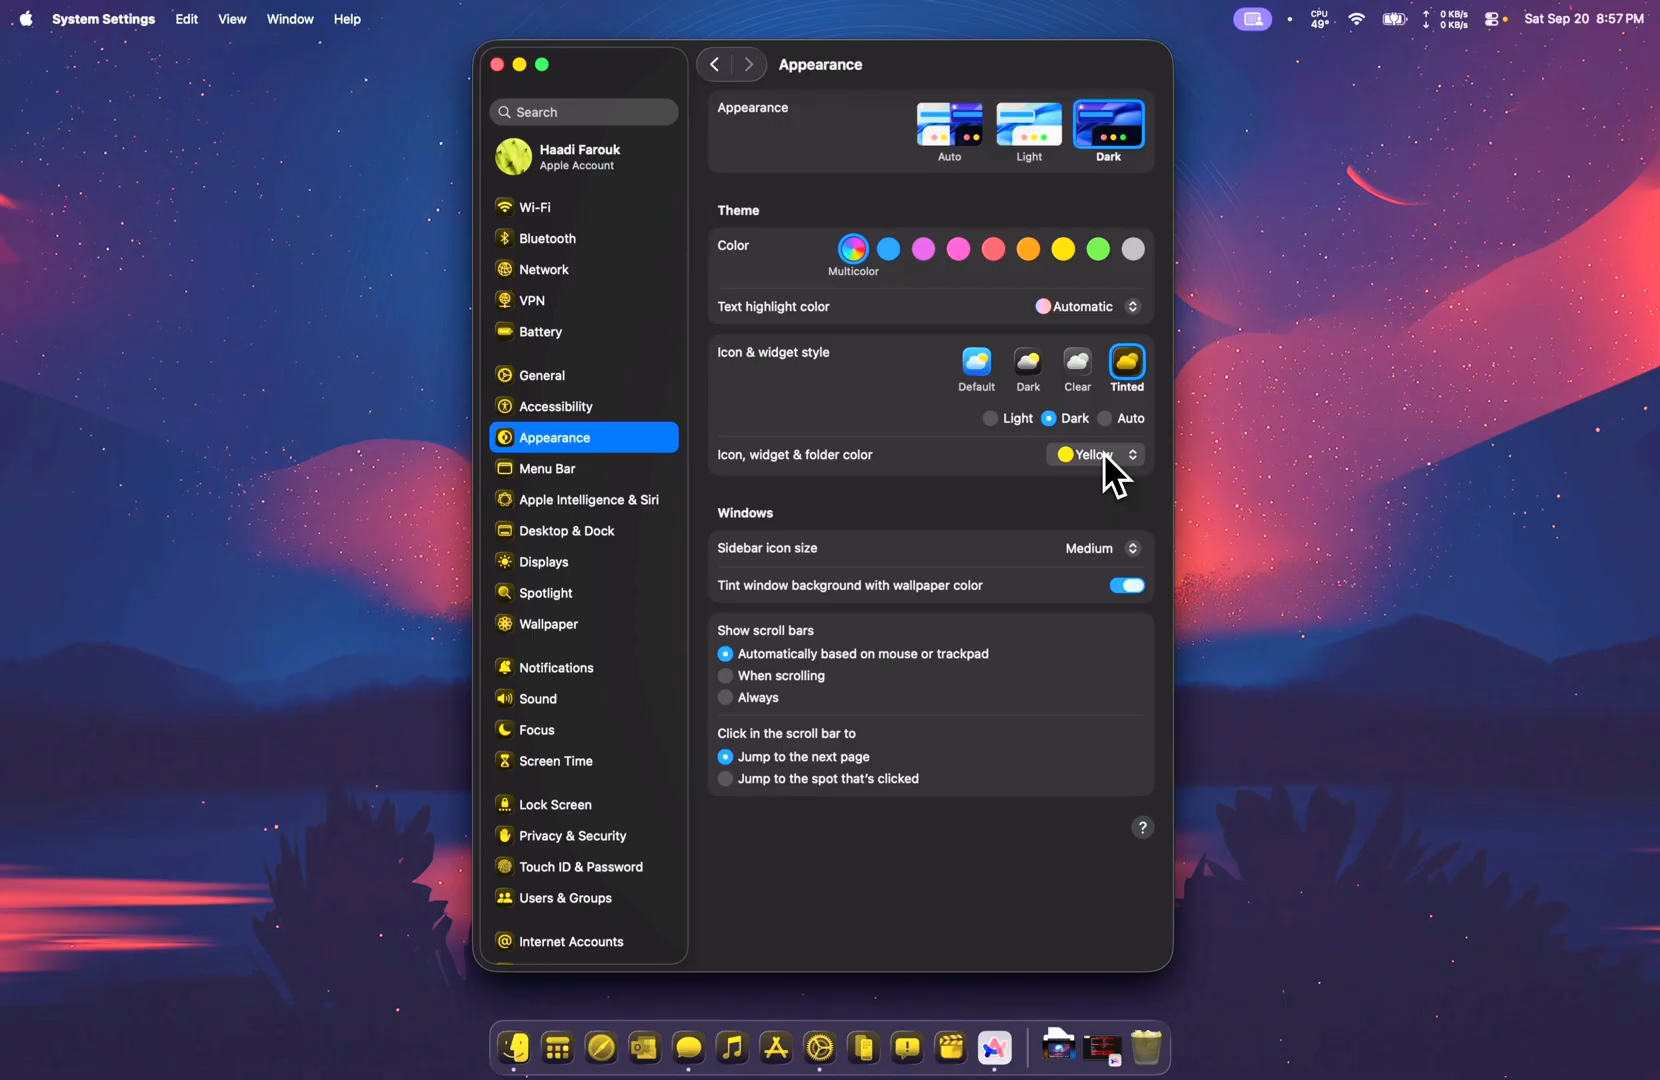 System Settings Edit View Window Help
CPU 49° 0 KB/s 0 KB/s Sat Sep 20 8:57 PM
Search
Haadi Farouk
Apple Account
Wi-Fi
Bluetooth
Network
VPN
Battery
General
Accessibility
Appearance
Menu Bar
Apple Intelligence & Siri
Desktop & Dock
Displays
Spotlight
Wallpaper
Notifications
Sound
Focus
Screen Time
Lock Screen
Privacy & Security
Touch ID & Password
Users & Groups
Internet Accounts
Appearance
Appearance
Auto Light Dark
Theme
Color
Multicolor
Text highlight color Automatic
Icon & widget style
Default Dark Clear Tinted
Light Dark Auto
Icon, widget & folder color Yellow
Windows
Sidebar icon size Medium
Tint window background with wallpaper color
Show scroll bars
Automatically based on mouse or trackpad
When scrolling
Always
Click in the scroll bar to
Jump to the next page
Jump to the spot that's clicked
?